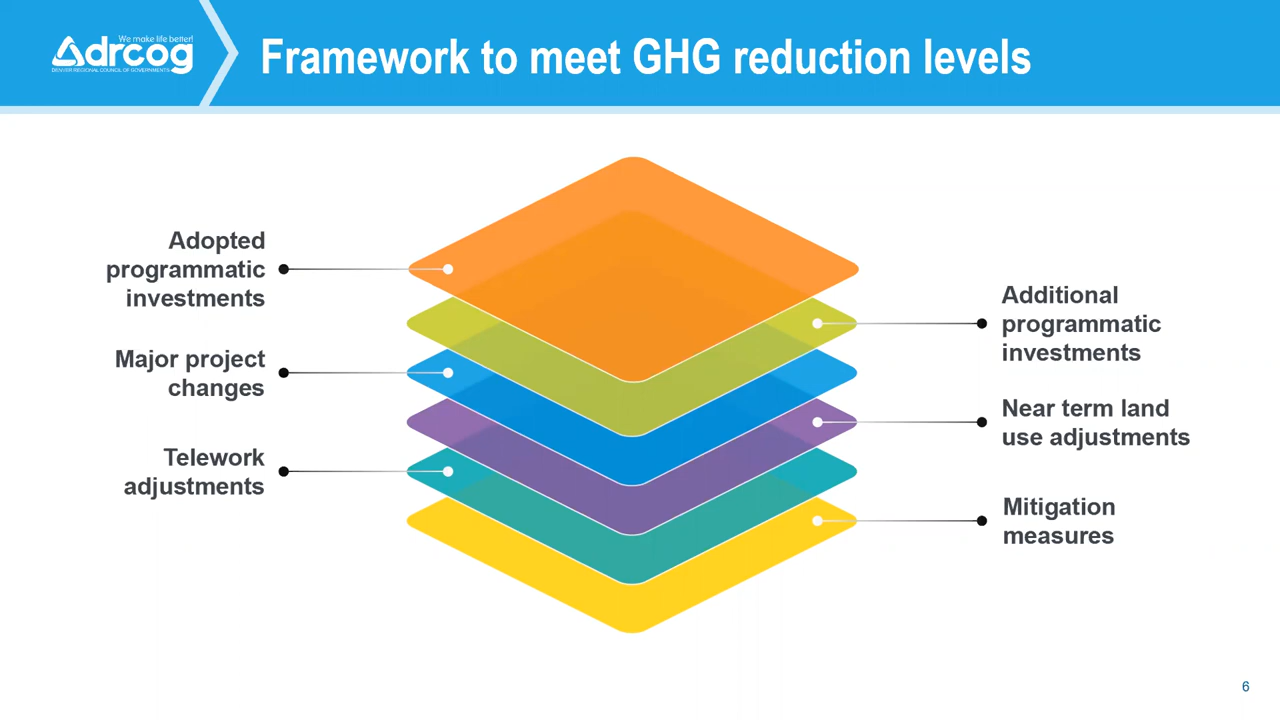 We make life better!
drcog
DENVER REGIONAL COUNCIL OF GOVERNMENTS
Framework to meet GHG reduction levels
Adopted
programmatic
investments
Additional
programmatic
investments
Major project
changes
Near term land
use adjustments
Telework
adjustments
Mitigation
measures
6